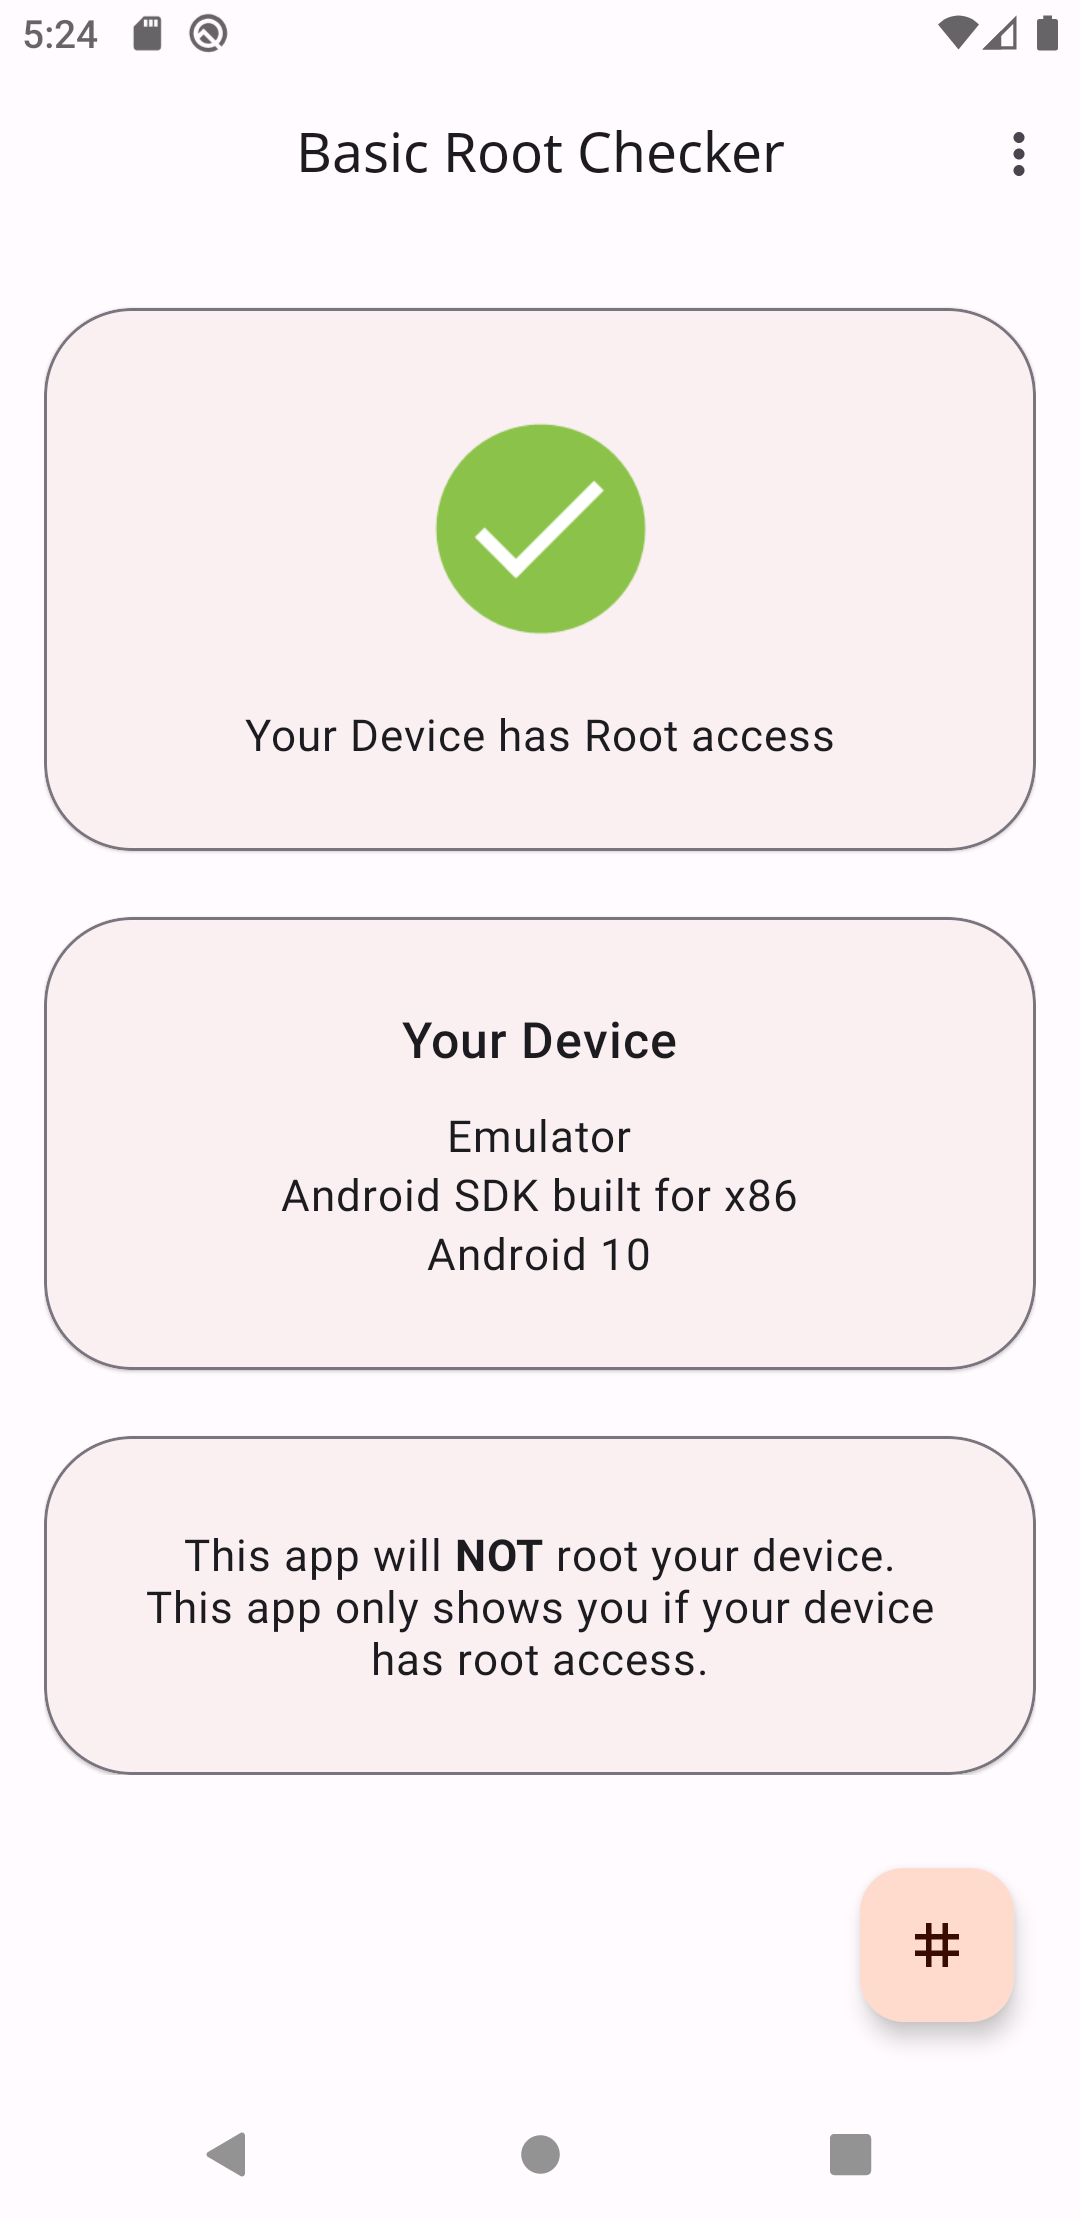 5:24
Basic Root Checker
Your Device has Root access
Your Device
Emulator
Android SDK built for x86
Android 10
This app will NOT root your device.
This app only shows you if your device
has root access.